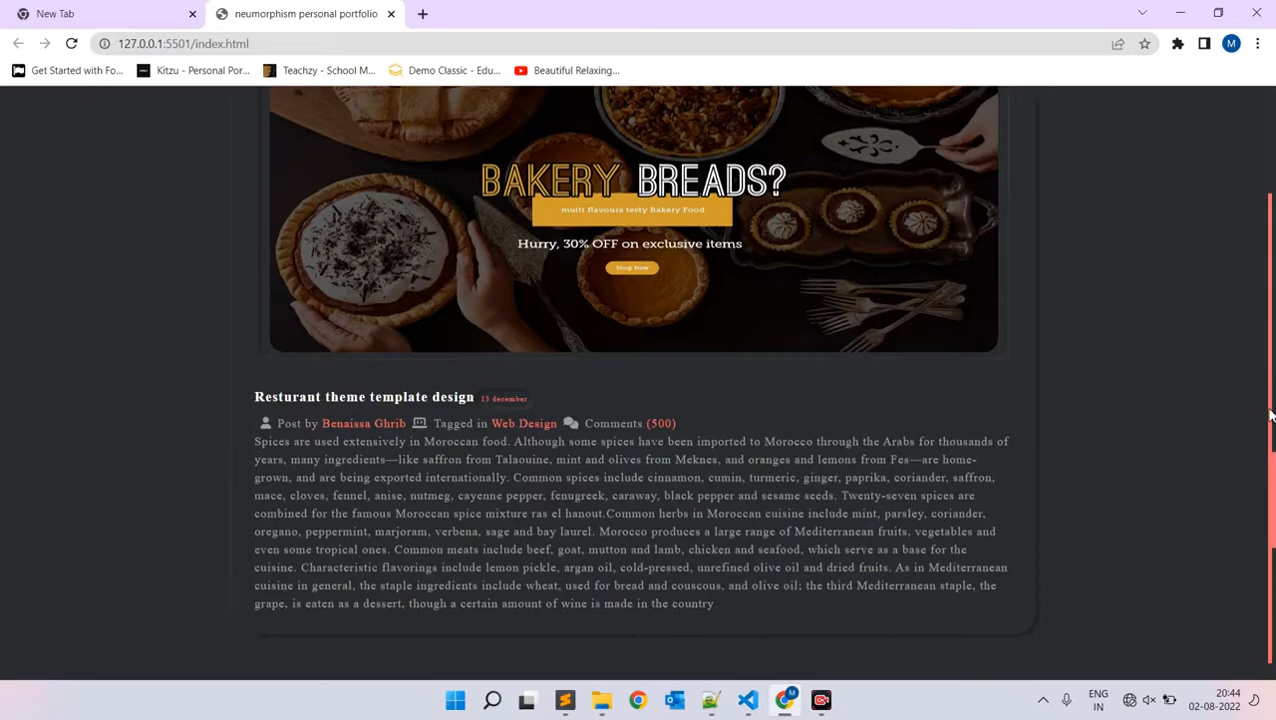 New Tab
neumorphism personal portfolio
127.0.0.1:5501/index.html
M
Get Started with Fo...
Kitzu - Personal Por...
Teachzy - School M...
Demo Classic - Edu...
Beautiful Relaxing...
BAKERY BREADS?
multi flavours testy Bakery Food
Hurry, 30% OFF on exclusive items
Shop Now
Resturant theme template design 13 december
Post by Benaissa Ghrib Tagged in Web Design Comments (500)
Spices are used extensively in Moroccan food. Although some spices have been imported to Morocco through the Arabs for thousands of
years, many ingredients—like saffron from Talaouine, mint and olives from Meknes, and oranges and lemons from Fes—are home-
grown, and are being exported internationally. Common spices include cinnamon, cumin, turmeric, ginger, paprika, coriander, saffron,
mace, cloves, fennel, anise, nutmeg, cayenne pepper, fenugreek, caraway, black pepper and sesame seeds. Twenty-seven spices are
combined for the famous Moroccan spice mixture ras el hanout.Common herbs in Moroccan cuisine include mint, parsley, coriander,
oregano, peppermint, marjoram, verbena, sage and bay laurel. Morocco produces a large range of Mediterranean fruits, vegetables and
even some tropical ones. Common meats include beef, goat, mutton and lamb, chicken and seafood, which serve as a base for the
cuisine. Characteristic flavorings include lemon pickle, argan oil, cold-pressed, unrefined olive oil and dried fruits. As in Mediterranean
cuisine in general, the staple ingredients include wheat, used for bread and couscous, and olive oil; the third Mediterranean staple, the
grape, is eaten as a dessert, though a certain amount of wine is made in the country
M
ENG
IN
20:44
02-08-2022